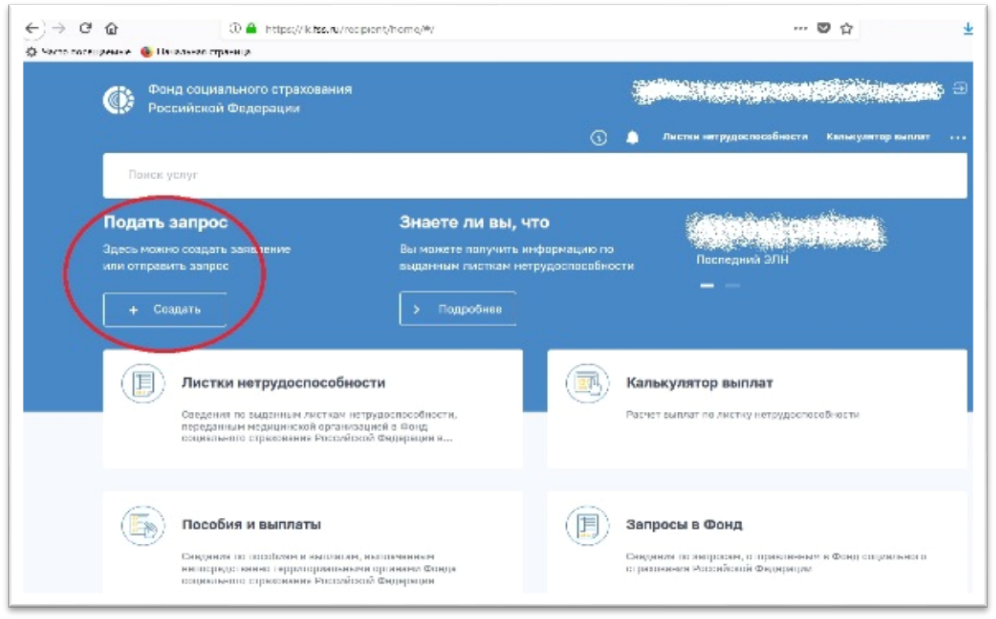 https://lk.fss.ru/recipient/home/#/
Часто посещаемые Начальная страница
Фонд социального страхования
Российской Федерации
Листки нетрудоспособности Калькулятор выплат
Поиск услуг
Подать запрос
Здесь можно создать заявление
или отправить запрос
+ Создать
Знаете ли вы, что
Вы можете получить информацию по
выданным листкам нетрудоспособности
Подробнее
Последний ЭЛН
Листки нетрудоспособности
Сведения по выданным листкам нетрудоспособности,
переданным медицинской организацией в Фонд
социального страхования Российской Федерации в...
Калькулятор выплат
Расчет выплат по листку нетрудоспособности
Пособия и выплаты
Сведения по пособиям и выплатам, выплаченным
непосредственно территориальными органами Фонда
социального страхования Российской Федерации
Запросы в Фонд
Сведения по запросам, отправленным в Фонд социального
страхования Российской Федерации